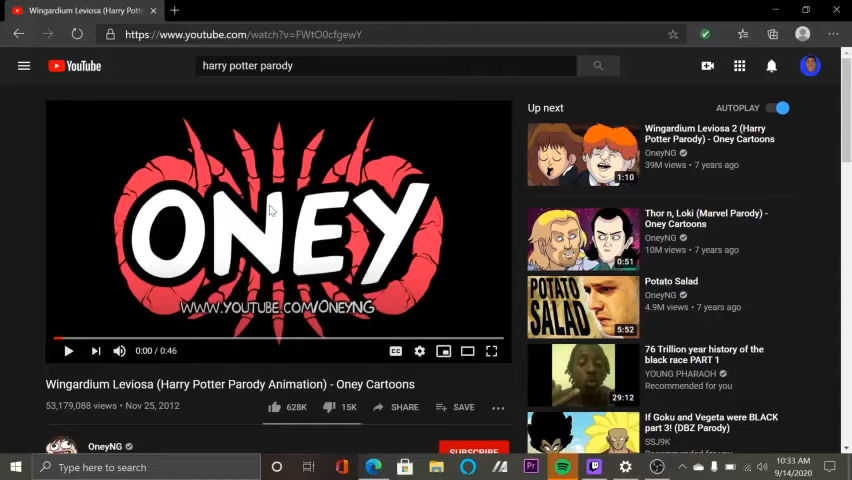 Wingardium Leviosa (Harry Pott
https://www.youtube.com/watch?v=FWtO0cfgewY
YouTube
harry potter parody
ONEY
WWW.YOUTUBE.COM/ONEYNG
0:00 / 0:46
Wingardium Leviosa (Harry Potter Parody Animation) - Oney Cartoons
53,179,088 views • Nov 25, 2012
628K
15K
SHARE
SAVE
OneyNG
SUBSCRIBE
Up next
AUTOPLAY
1:10
Wingardium Leviosa 2 (Harry
Potter Parody) - Oney Cartoons
OneyNG
39M views • 7 years ago
0:51
Thor n, Loki (Marvel Parody) -
Oney Cartoons
OneyNG
10M views • 7 years ago
POTATO
SALAD
5:52
Potato Salad
OneyNG
4.9M views • 7 years ago
29:12
76 Trillion year history of the
black race PART 1
YOUNG PHARAOH
Recommended for you
If Goku and Vegeta were BLACK
part 3! (DBZ Parody)
SSJ9K
Recommended for you
Type here to search
Pr
10:33 AM
9/14/2020